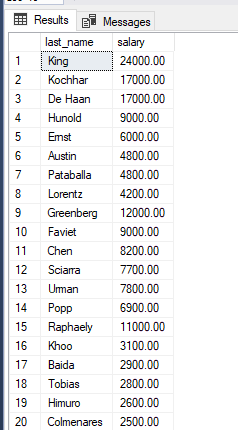 Results Messages
last_name salary
1 King 24000.00
2 Kochhar 17000.00
3 De Haan 17000.00
4 Hunold 9000.00
5 Ernst 6000.00
6 Austin 4800.00
7 Pataballa 4800.00
8 Lorentz 4200.00
9 Greenberg 12000.00
10 Faviet 9000.00
11 Chen 8200.00
12 Sciarra 7700.00
13 Urman 7800.00
14 Popp 6900.00
15 Raphaely 11000.00
16 Khoo 3100.00
17 Baida 2900.00
18 Tobias 2800.00
19 Himuro 2600.00
20 Colmenares 2500.00